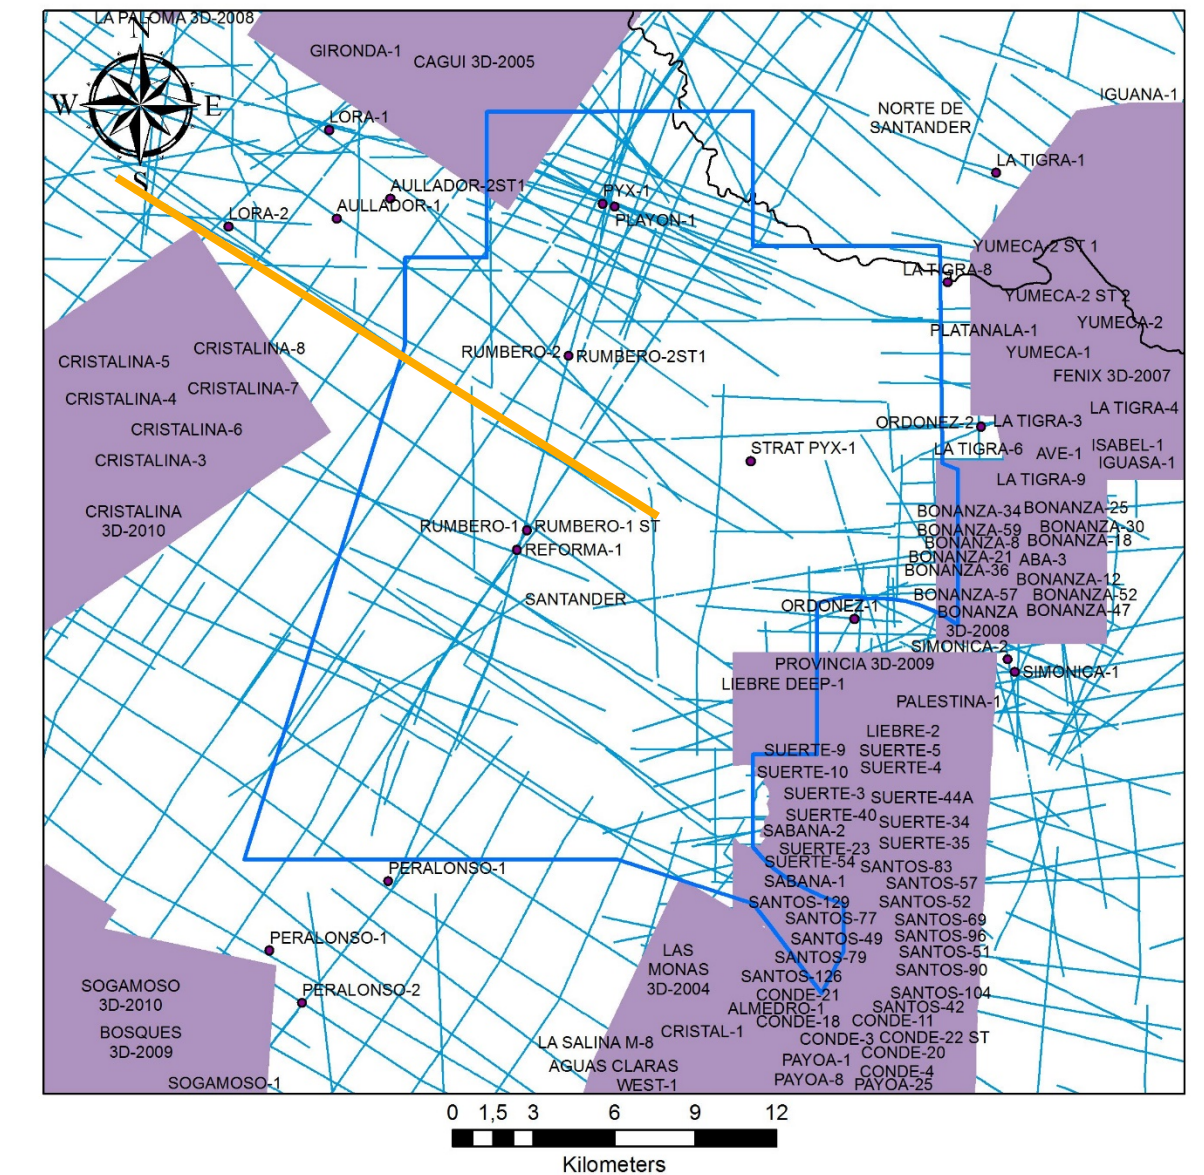 LA PALOMA 3D-2008
N
W
E
S
GIRONDA-1
CAGUI 3D-2005
IGUANA-1
NORTE DE
SANTANDER
LORA-1
LA TIGRA-1
AULLADOR-2ST1
AULLADOR-1
LORA-2
PYX-1
PLAYON-1
YUMECA-2 ST 1
LA TIGRA-8
YUMECA-2 ST 2
YUMECA-2
PLATANALA-1
YUMECA-1
FENIX 3D-2007
CRISTALINA-5
CRISTALINA-8
CRISTALINA-4
CRISTALINA-7
CRISTALINA-6
CRISTALINA-3
CRISTALINA
3D-2010
RUMBERO-2
RUMBERO-2ST1
LA TIGRA-4
ORDONEZ-2
LA TIGRA-3
STRAT PYX-1
LA TIGRA-6
AVE-1
ISABEL-1
IGUASA-1
LA TIGRA-9
RUMBERO-1
RUMBERO-1 ST
REFORMA-1
SANTANDER
BONANZA-34
BONANZA-25
BONANZA-59
BONANZA-30
BONANZA-8
BONANZA-18
BONANZA-21
ABA-3
BONANZA-36
BONANZA-12
BONANZA-57
BONANZA-52
BONANZA
3D-2008
BONANZA-47
ORDONEZ-1
SIMONICA-2
SIMONICA-1
PROVINCIA 3D-2009
LIEBRE DEEP-1
PALESTINA-1
LIEBRE-2
SUERTE-9
SUERTE-5
SUERTE-10
SUERTE-4
SUERTE-3
SUERTE-44A
SUERTE-40
SUERTE-34
SABANA-2
SUERTE-23
SUERTE-35
SUERTE-54
SANTOS-83
SABANA-1
SANTOS-57
SANTOS-129
SANTOS-52
SANTOS-77
SANTOS-69
SANTOS-49
SANTOS-96
SANTOS-79
SANTOS-51
SANTOS-126
SANTOS-90
CONDE-21
SANTOS-104
ALMEDRO-1
SANTOS-42
CONDE-18
CONDE-11
CONDE-3
CONDE-22 ST
PAYOA-1
CONDE-20
PAYOA-8
CONDE-4
PAYOA-25
PERALONSO-1
PERALONSO-1
PERALONSO-2
SOGAMOSO
3D-2010
BOSQUES
3D-2009
SOGAMOSO-1
LAS
MONAS
3D-2004
CRISTAL-1
LA SALINA M-8
AGUAS CLARAS
WEST-1
0 1,5 3 6 9 12
Kilometers